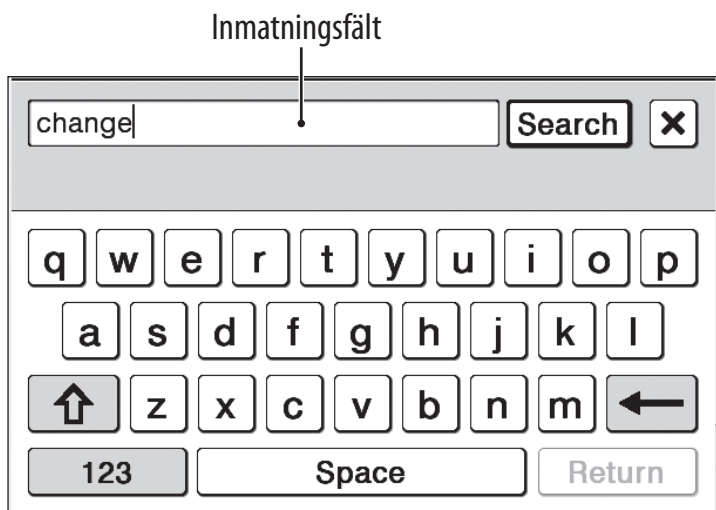 Inmatningsfält
change Search
q w e r t y u i o p
a s d f g h j k l
z x c v b n m
123 Space Return